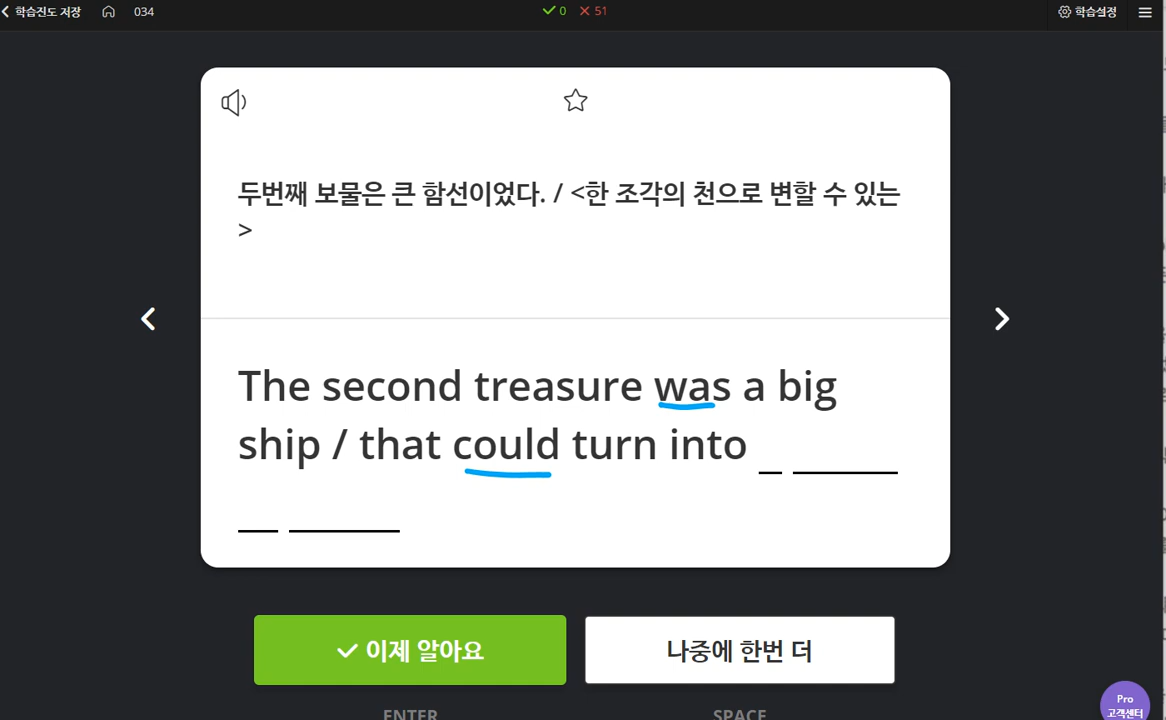 학습진도 저장 034 0 51 학습설정
두번째 보물은 큰 함선이었다. / <한 조각의 천으로 변할 수 있는
>
The second treasure was a big
ship / that could turn into _ ____
__ ____
이제 알아요 나중에 한번 더
ENTER SPACE
Pro
고객센터